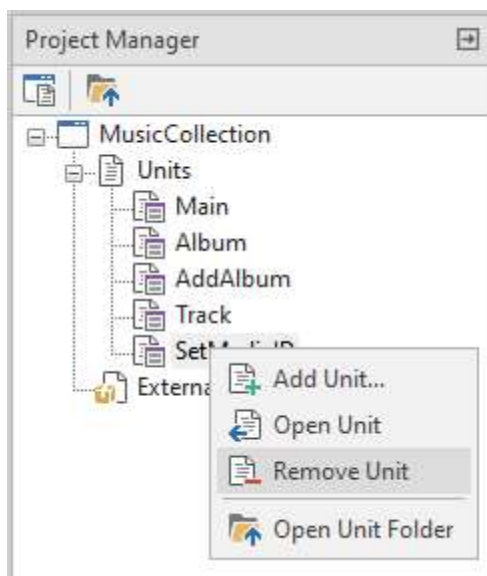 Project Manager
MusicCollection
Units
Main
Album
AddAlbum
Track
Add Unit...
Open Unit
Remove Unit
Open Unit Folder